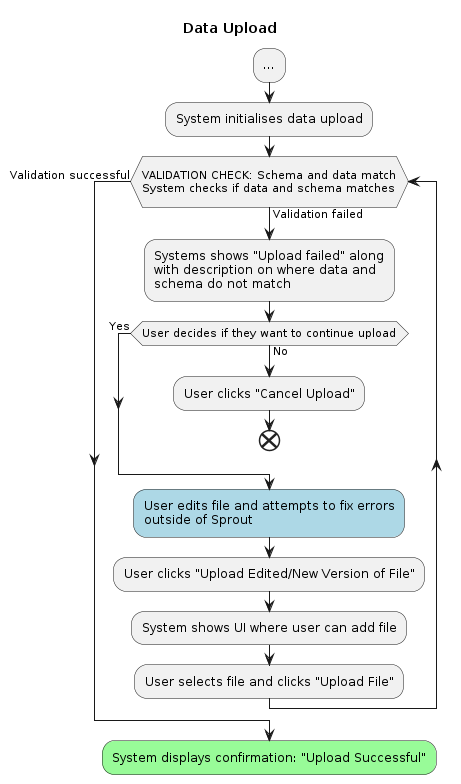 Data Upload
...
System initialises data upload
Validation successful
VALIDATION CHECK: Schema and data match
System checks if data and schema matches
Validation failed
Systems shows "Upload failed" along
with description on where data and
schema do not match
Yes
User decides if they want to continue upload
No
User clicks "Cancel Upload"
User edits file and attempts to fix errors
outside of Sprout
User clicks "Upload Edited/New Version of File"
System shows UI where user can add file
User selects file and clicks "Upload File"
System displays confirmation: "Upload Successful"